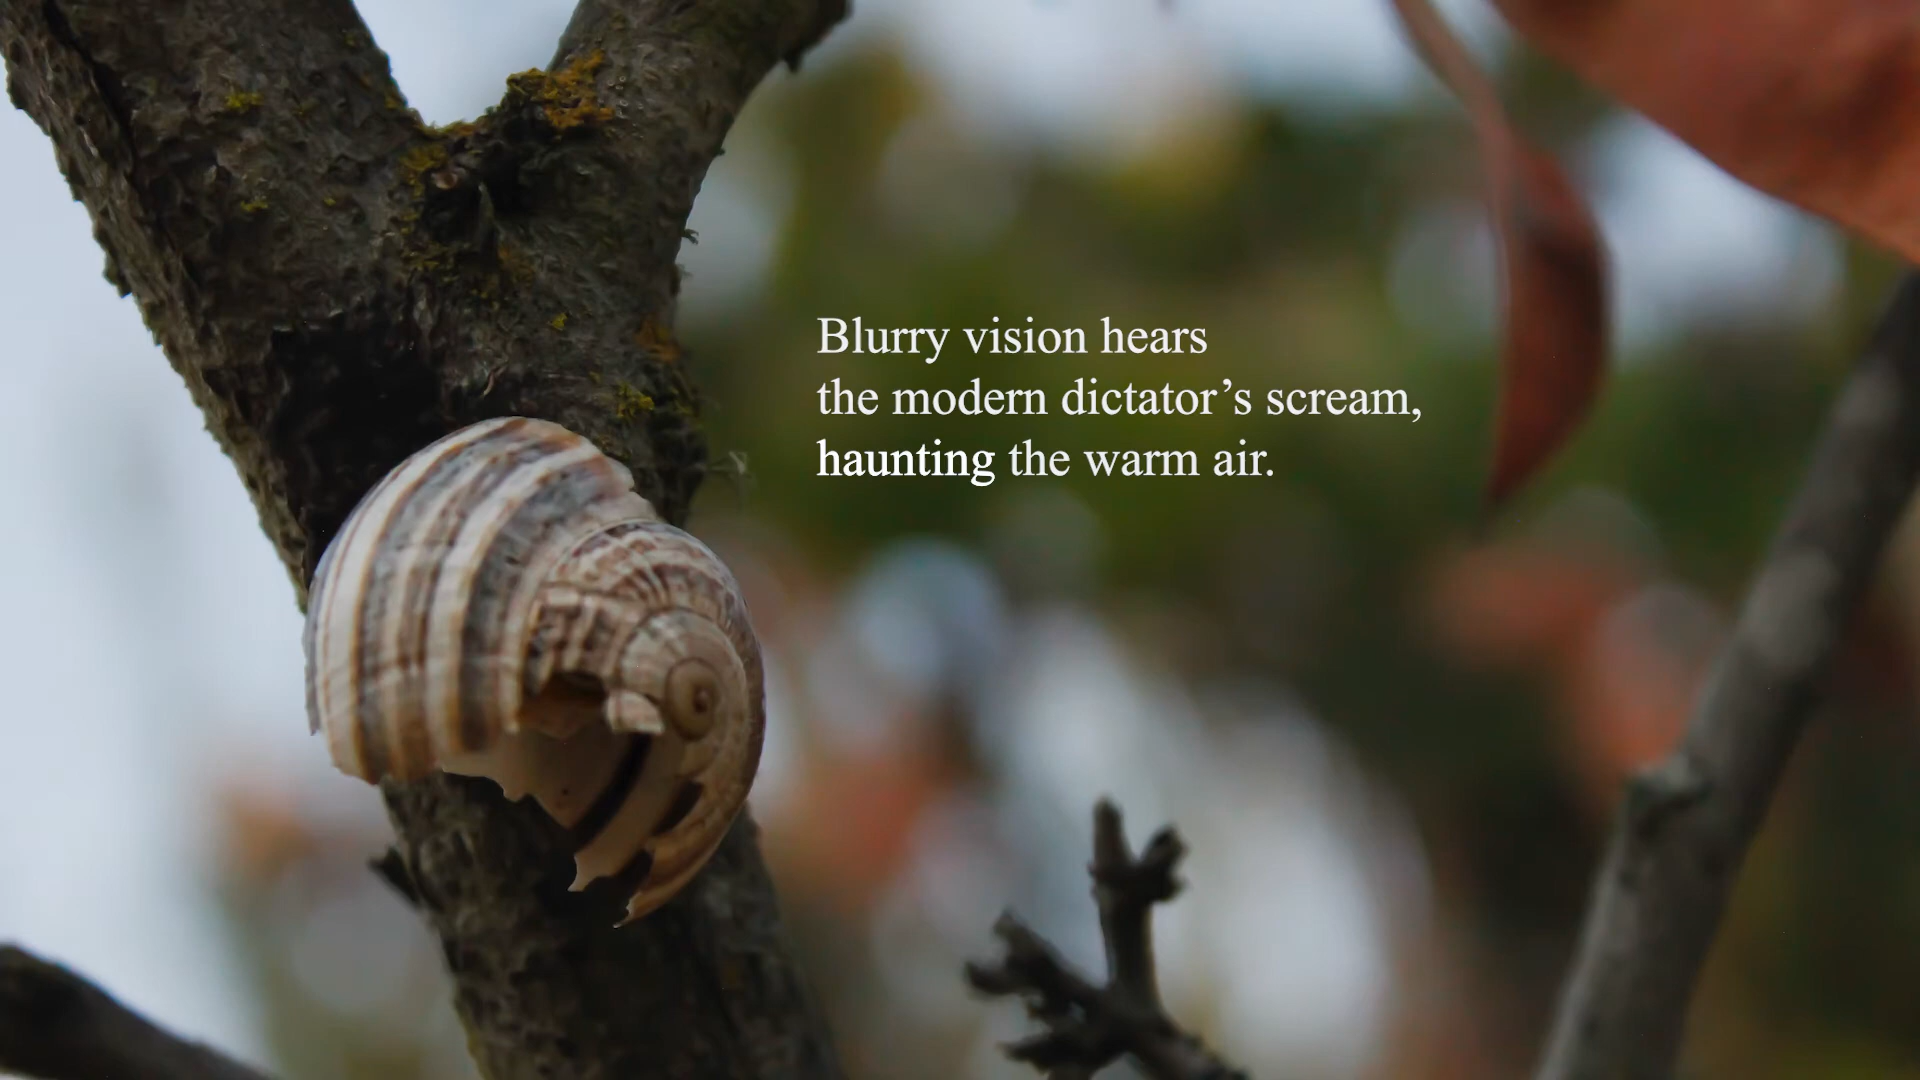 Blurry vision hears
the modern dictator’s scream,
haunting the warm air.